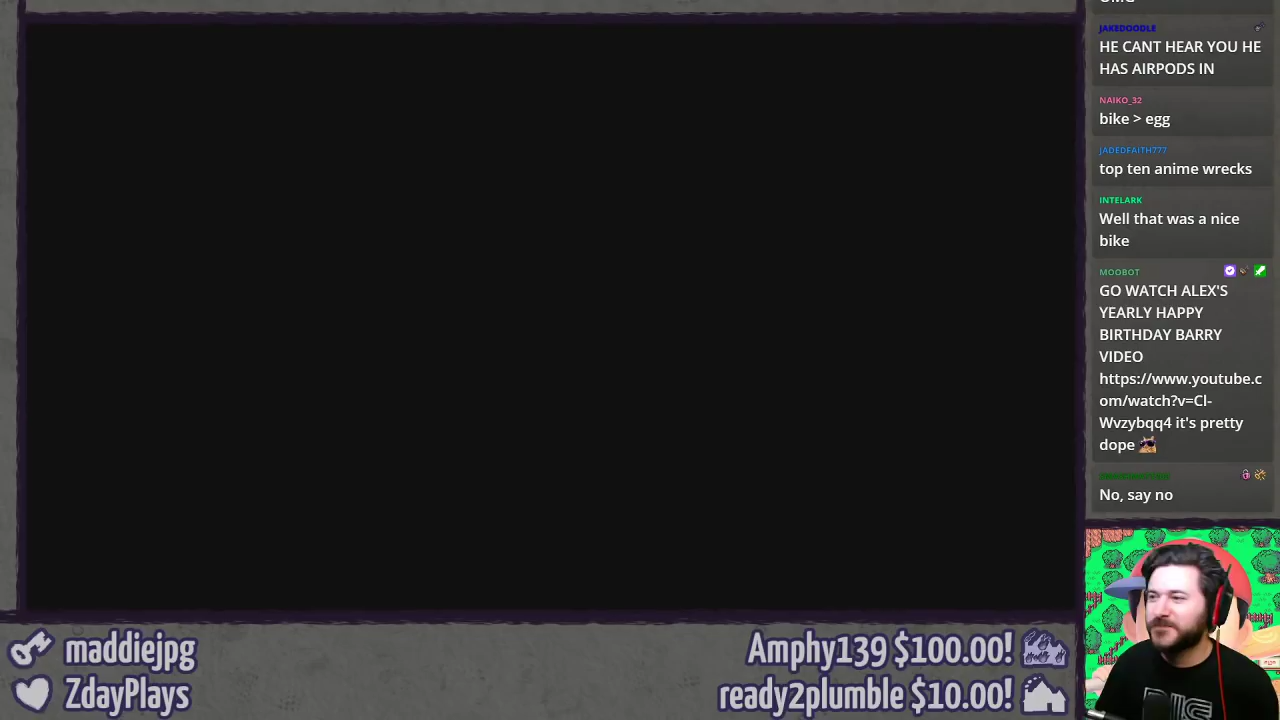 JAKEDOODLE
HE CANT HEAR YOU HE
HAS AIRPODS IN
NAIKO_32
bike > egg
JADEDFAITH777
top ten anime wrecks
INTELARK
Well that was a nice
bike
MOOBOT
GO WATCH ALEX'S
YEARLY HAPPY
BIRTHDAY BARRY
VIDEO
https://www.youtube.c
om/watch?v=Cl-
Wvzybqq4 it's pretty
dope
No, say no
maddiejpg
Amphy139 $100.00!
ZdayPlays
ready2plumble $10.00!